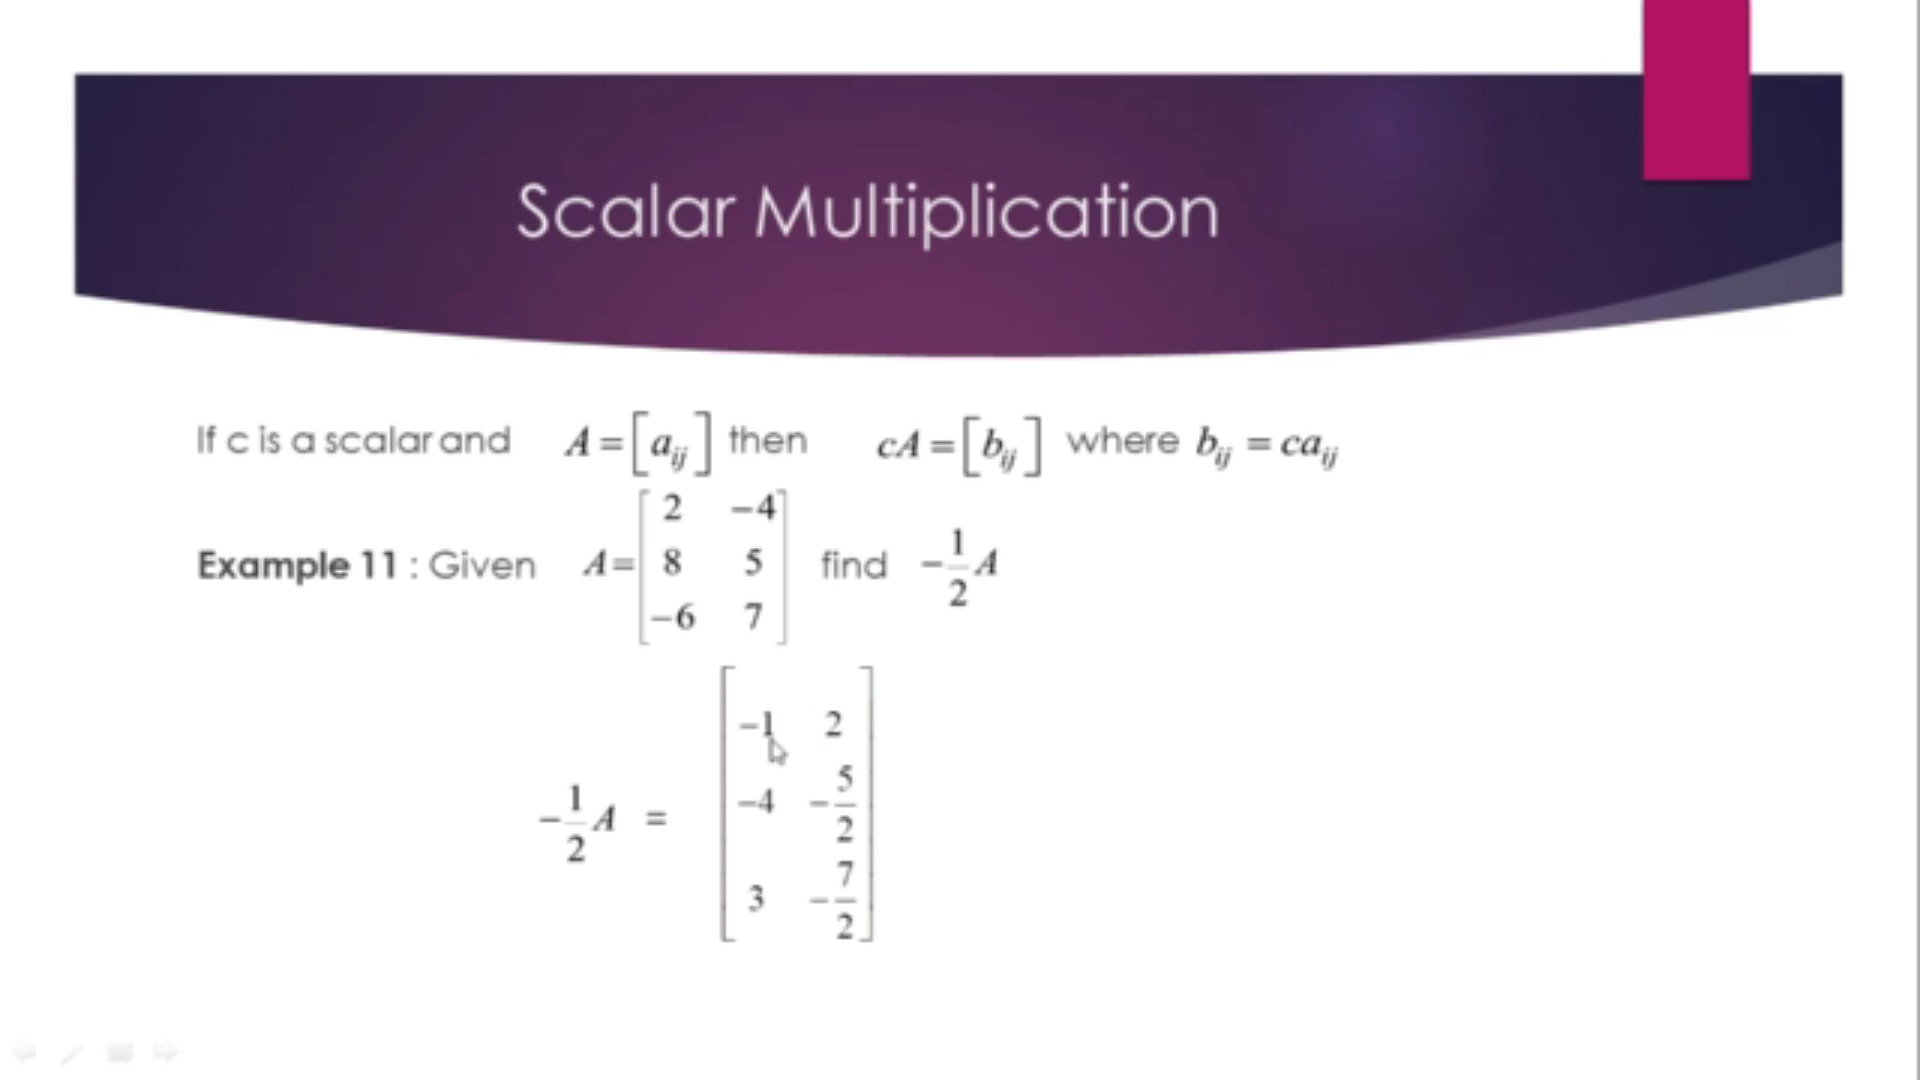 Scalar Multiplication
If c is a scalar and A = [a_ij] then cA = [b_ij] where b_ij = ca_ij
Example 11 : Given A = [2 −4; 8 5; −6 7] find −1/2 A
−1/2 A = [−1 2; −4 −5/2; 3 −7/2]